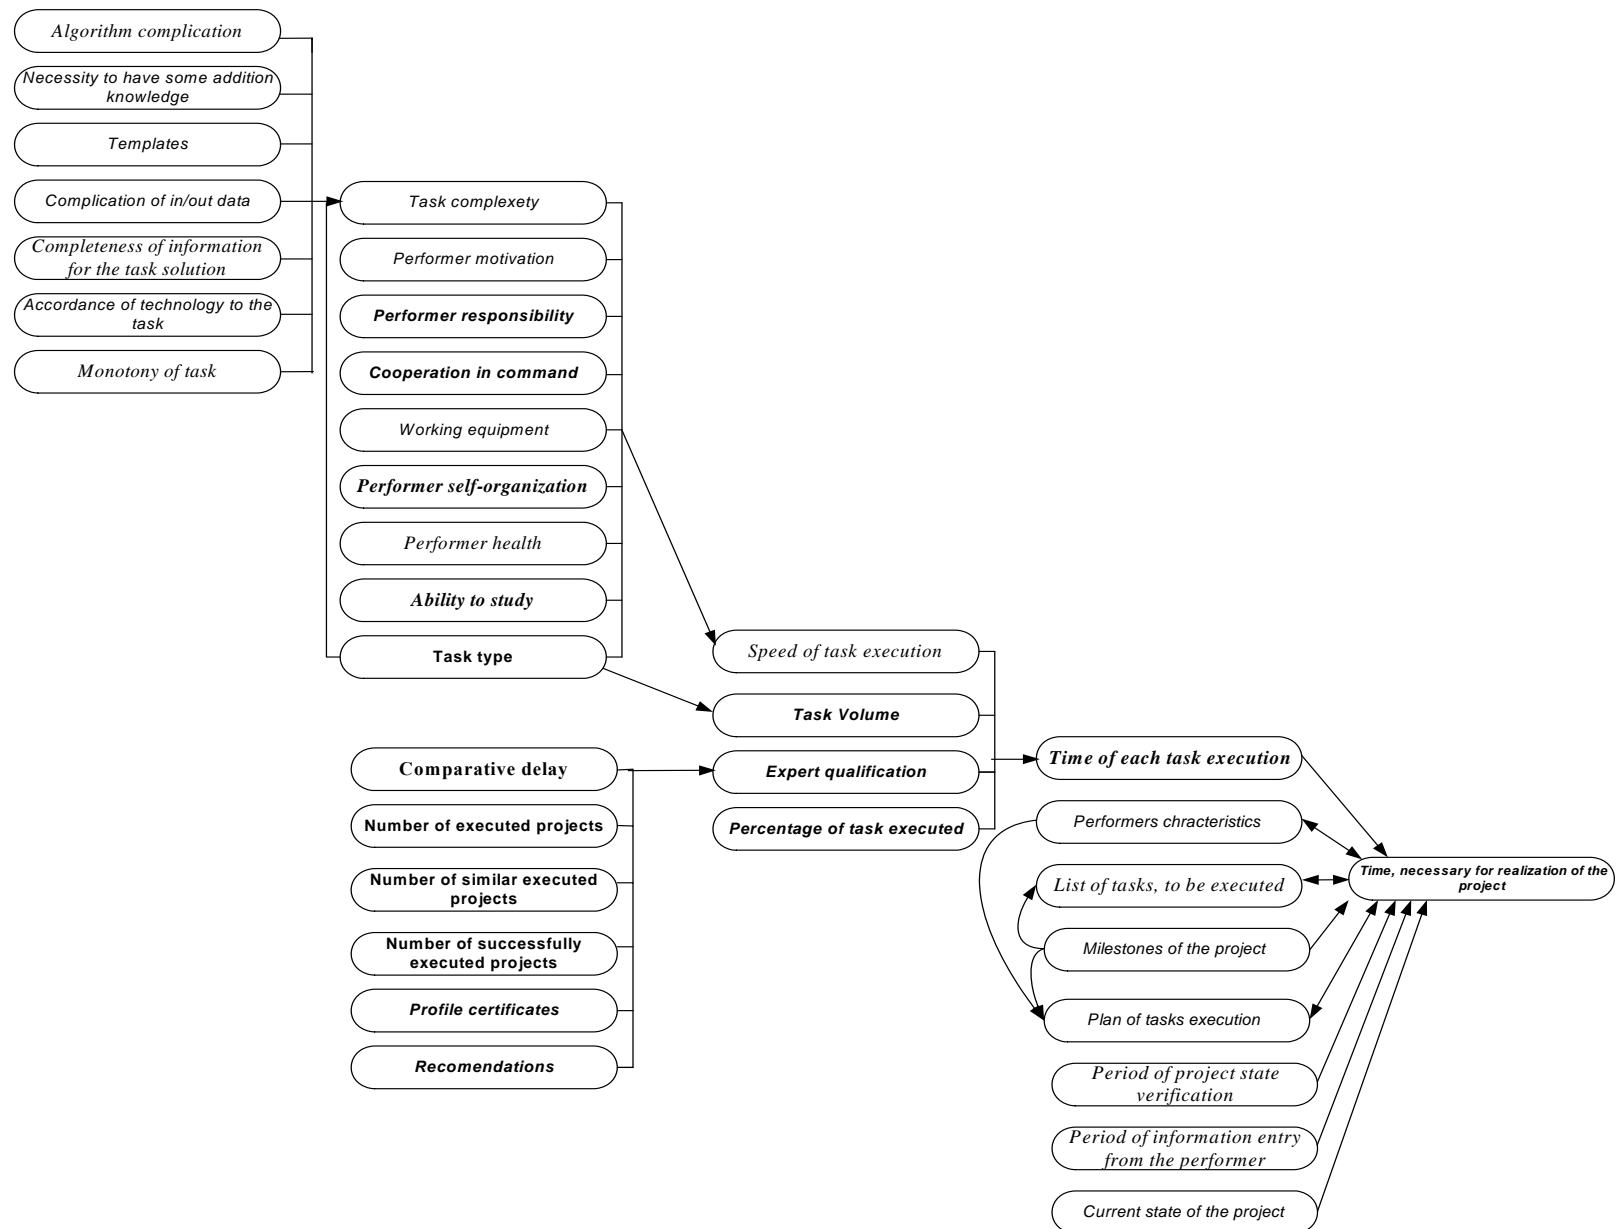 Algorithm complication
Necessity to have some addition
knowledge
Templates
Complication of in/out data
Completeness of information
for the task solution
Accordance of technology to the
task
Monotony of task
Task complexety
Performer motivation
Performer responsibility
Cooperation in command
Working equipment
Performer self-organization
Performer health
Ability to study
Task type
Comparative delay
Number of executed projects
Number of similar executed
projects
Number of successfully
executed projects
Profile certificates
Recomendations
Speed of task execution
Task Volume
Expert qualification
Percentage of task executed
Time of each task execution
Performers chracteristics
List of tasks, to be executed
Milestones of the project
Plan of tasks execution
Period of project state
verification
Period of information entry
from the performer
Current state of the project
Time, necessary for realization of the
project